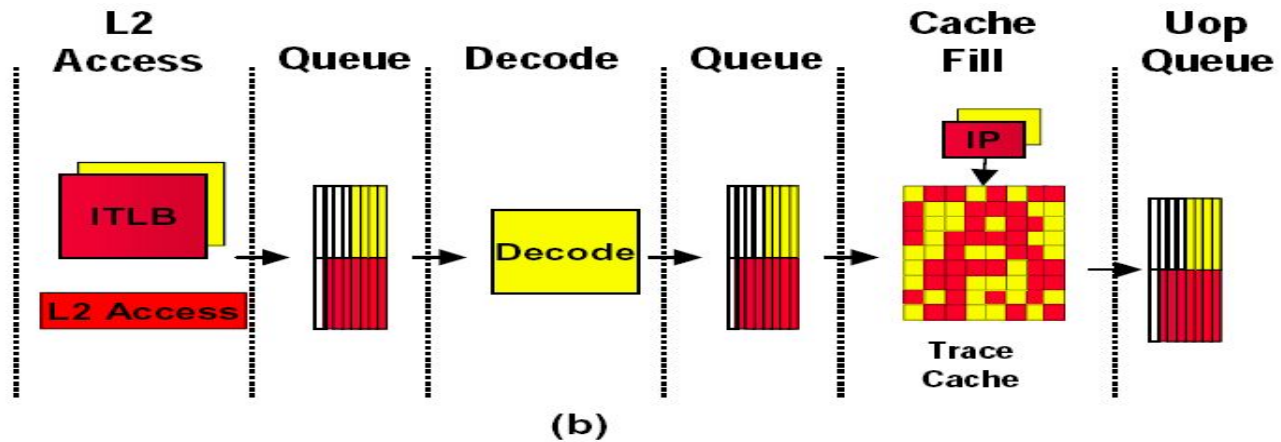 L2
Access
Queue
Decode
Queue
Cache
Fill
Uop
Queue
ITLB
L2 Access
Decode
IP
Trace
Cache
(b)